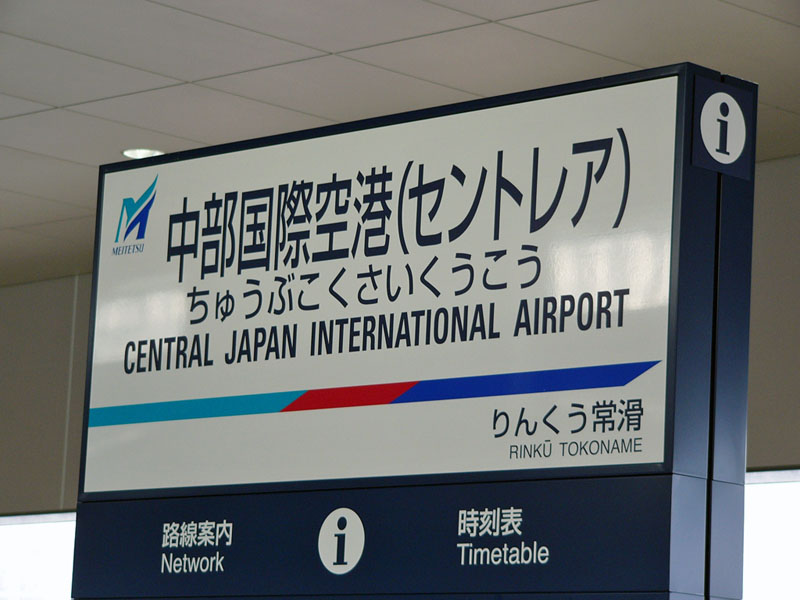 MEITETSU
中部国際空港(セントレア)
ちゅうぶこくさいくうこう
CENTRAL JAPAN INTERNATIONAL AIRPORT
りんくう常滑
RINKŪ TOKONAME
路線案内
Network
i
時刻表
Timetable
i